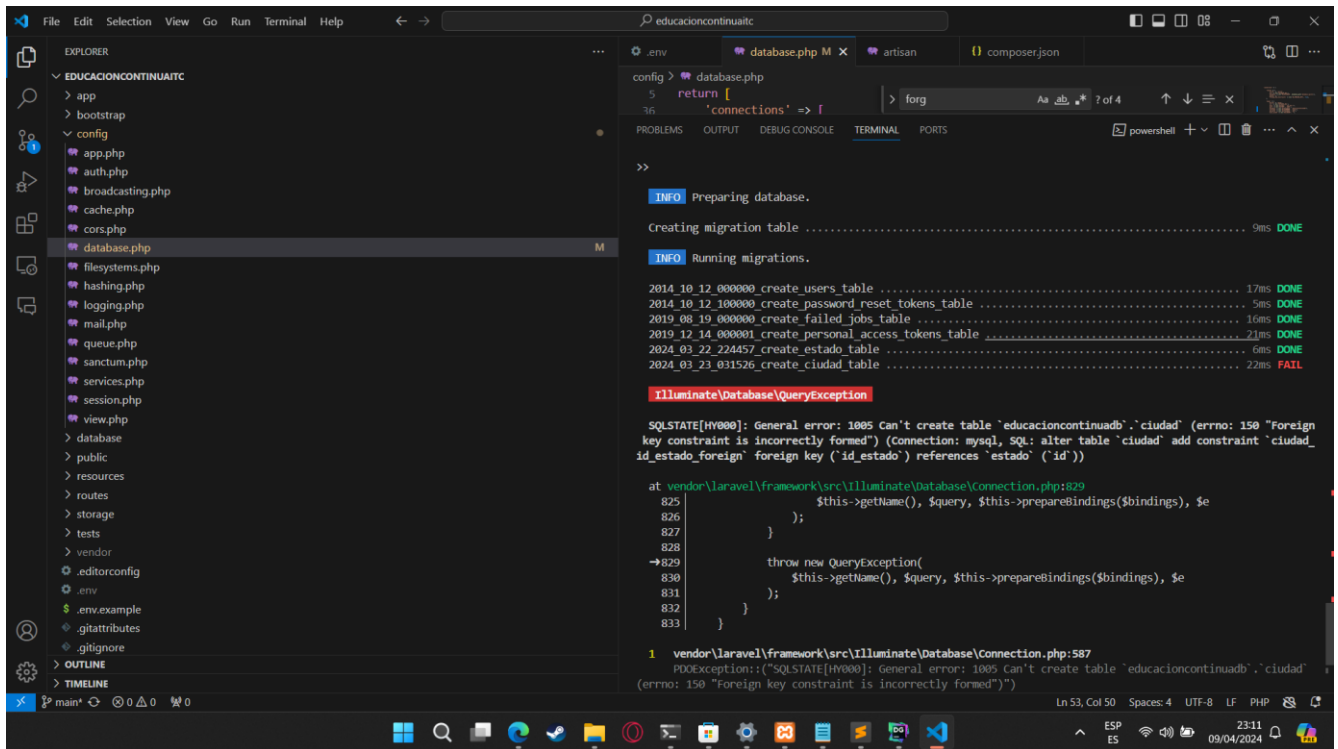 File Edit Selection View Go Run Terminal Help
educacioncontinuaitc
EXPLORER
EDUCACIONCONTINUAITC
app
bootstrap
config
app.php
auth.php
broadcasting.php
cache.php
cors.php
database.php M
filesystems.php
hashing.php
logging.php
mail.php
queue.php
sanctum.php
services.php
session.php
view.php
database
public
resources
routes
storage
tests
vendor
.editorconfig
.env
.env.example
.gitattributes
.gitignore
OUTLINE
TIMELINE
.env database.php M artisan composer.json
config > database.php
5 return [
36 'connections' => [
forg Aa ab .* ? of 4
PROBLEMS OUTPUT DEBUG CONSOLE TERMINAL PORTS powershell
>>
INFO Preparing database.
Creating migration table ........................................................................ 9ms DONE
INFO Running migrations.
2014_10_12_000000_create_users_table ........................................................... 17ms DONE
2014_10_12_100000_create_password_reset_tokens_table ........................................... 5ms DONE
2019_08_19_000000_create_failed_jobs_table ..................................................... 16ms DONE
2019_12_14_000001_create_personal_access_tokens_table .......................................... 21ms DONE
2024_03_22_224457_create_estado_table .......................................................... 6ms DONE
2024_03_23_031526_create_ciudad_table .......................................................... 22ms FAIL
Illuminate\Database\QueryException
SQLSTATE[HY000]: General error: 1005 Can't create table `educacioncontinuadb`.`ciudad` (errno: 150 "Foreign
key constraint is incorrectly formed") (Connection: mysql, SQL: alter table `ciudad` add constraint `ciudad_
id_estado_foreign` foreign key (`id_estado`) references `estado` (`id`))
at vendor\laravel\framework\src\Illuminate\Database\Connection.php:829
825 $this->getName(), $query, $this->prepareBindings($bindings), $e
826 );
827 }
828
➜829 throw new QueryException(
830 $this->getName(), $query, $this->prepareBindings($bindings), $e
831 );
832 }
833 }
1 vendor\laravel\framework\src\Illuminate\Database\Connection.php:587
PDOException::("SQLSTATE[HY000]: General error: 1005 Can't create table `educacioncontinuadb`.`ciudad`
(errno: 150 "Foreign key constraint is incorrectly formed")")
main* 0 0 0 Ln 53, Col 50 Spaces: 4 UTF-8 LF PHP
ESP
ES
23:11
09/04/2024